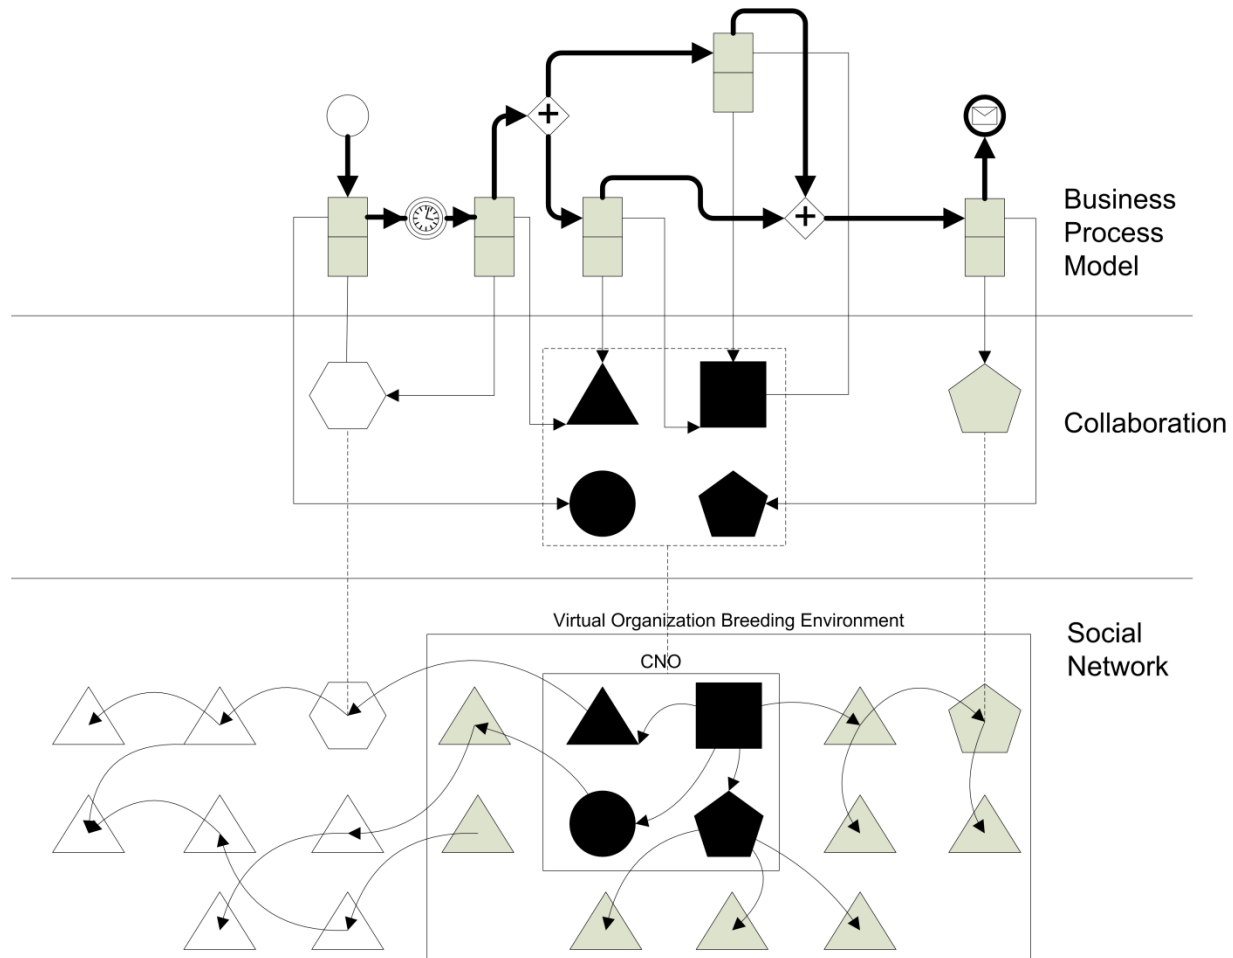 Business
Process
Model
Collaboration
Virtual Organization Breeding Environment
Social
Network
CNO